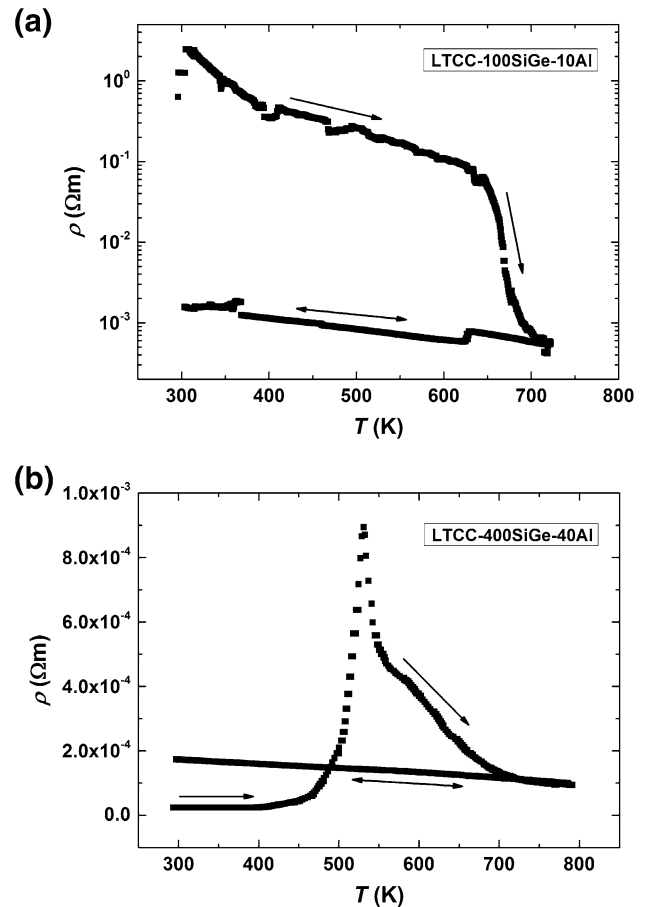 (a)
LTCC-100SiGe-10Al
10⁰
10⁻¹
10⁻²
10⁻³
ρ (Ωm)
300 400 500 600 700 800
T (K)
(b)
LTCC-400SiGe-40Al
1.0x10⁻³
8.0x10⁻⁴
6.0x10⁻⁴
4.0x10⁻⁴
2.0x10⁻⁴
0.0
ρ (Ωm)
300 400 500 600 700 800
T (K)